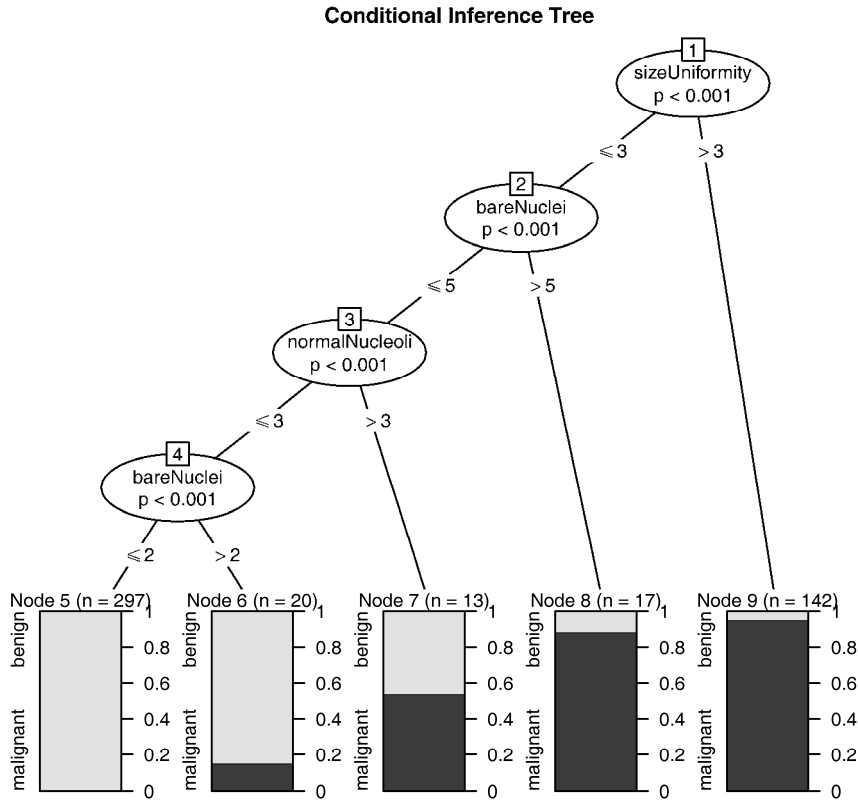 Conditional Inference Tree
1
sizeUniformity
p < 0.001
⩽ 3
> 3
2
bareNuclei
p < 0.001
⩽ 5
> 5
3
normalNucleoli
p < 0.001
⩽ 3
> 3
4
bareNuclei
p < 0.001
⩽ 2
> 2
Node 5 (n = 297)
benign
malignant
1
0.8
0.6
0.4
0.2
0
Node 6 (n = 20)
benign
malignant
1
0.8
0.6
0.4
0.2
0
Node 7 (n = 13)
benign
malignant
1
0.8
0.6
0.4
0.2
0
Node 8 (n = 17)
benign
malignant
1
0.8
0.6
0.4
0.2
0
Node 9 (n = 142)
benign
malignant
1
0.8
0.6
0.4
0.2
0